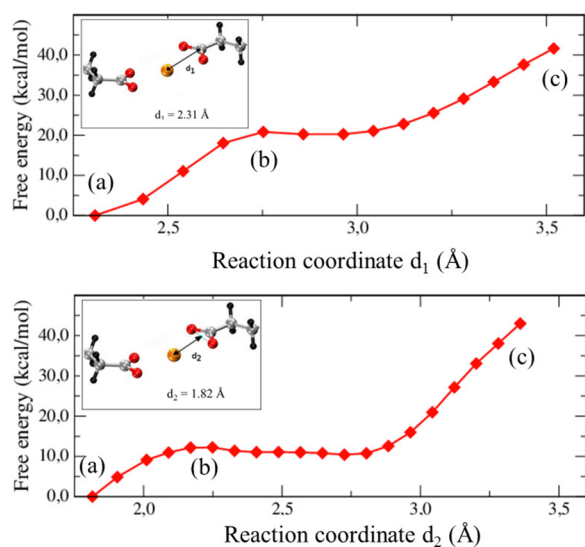 Free energy (kcal/mol)
40,0
30,0
20,0
10,0
0,0
d₁
d₁ = 2.31 Å
(a)
(b)
(c)
2,5
3,0
3,5
Reaction coordinate d₁ (Å)
Free energy (kcal/mol)
40,0
30,0
20,0
10,0
0,0
d₂
d₂ = 1.82 Å
(a)
(b)
(c)
2,0
2,5
3,0
3,5
Reaction coordinate d₂ (Å)